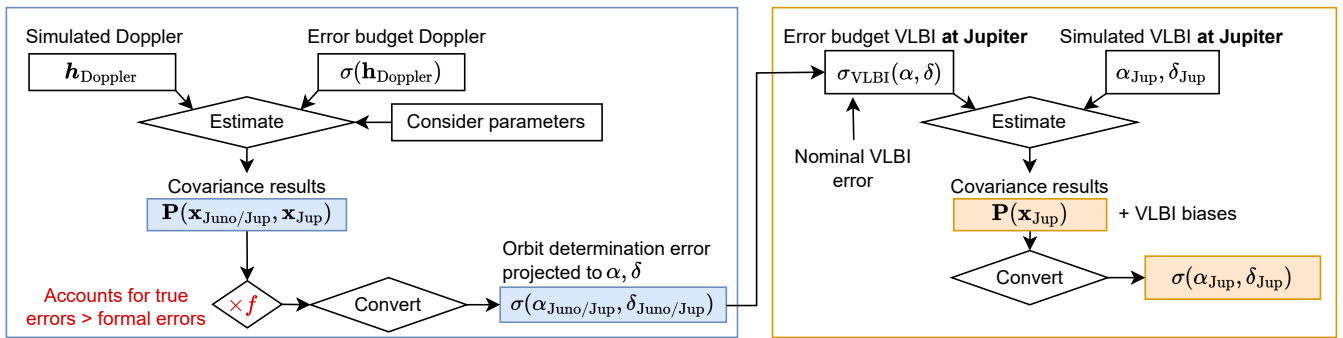 Simulated Doppler
Error budget Doppler
h_Doppler
σ(h_Doppler)
Estimate
Consider parameters
Covariance results
P(x_Juno/Jup, x_Jup)
Accounts for true
errors > formal errors
×f
Convert
Orbit determination error
projected to α, δ
σ(α_Juno/Jup, δ_Juno/Jup)
Error budget VLBI at Jupiter
Simulated VLBI at Jupiter
σ_VLBI(α, δ)
α_Jup, δ_Jup
Estimate
Nominal VLBI
error
Covariance results
P(x_Jup)
+ VLBI biases
Convert
σ(α_Jup, δ_Jup)